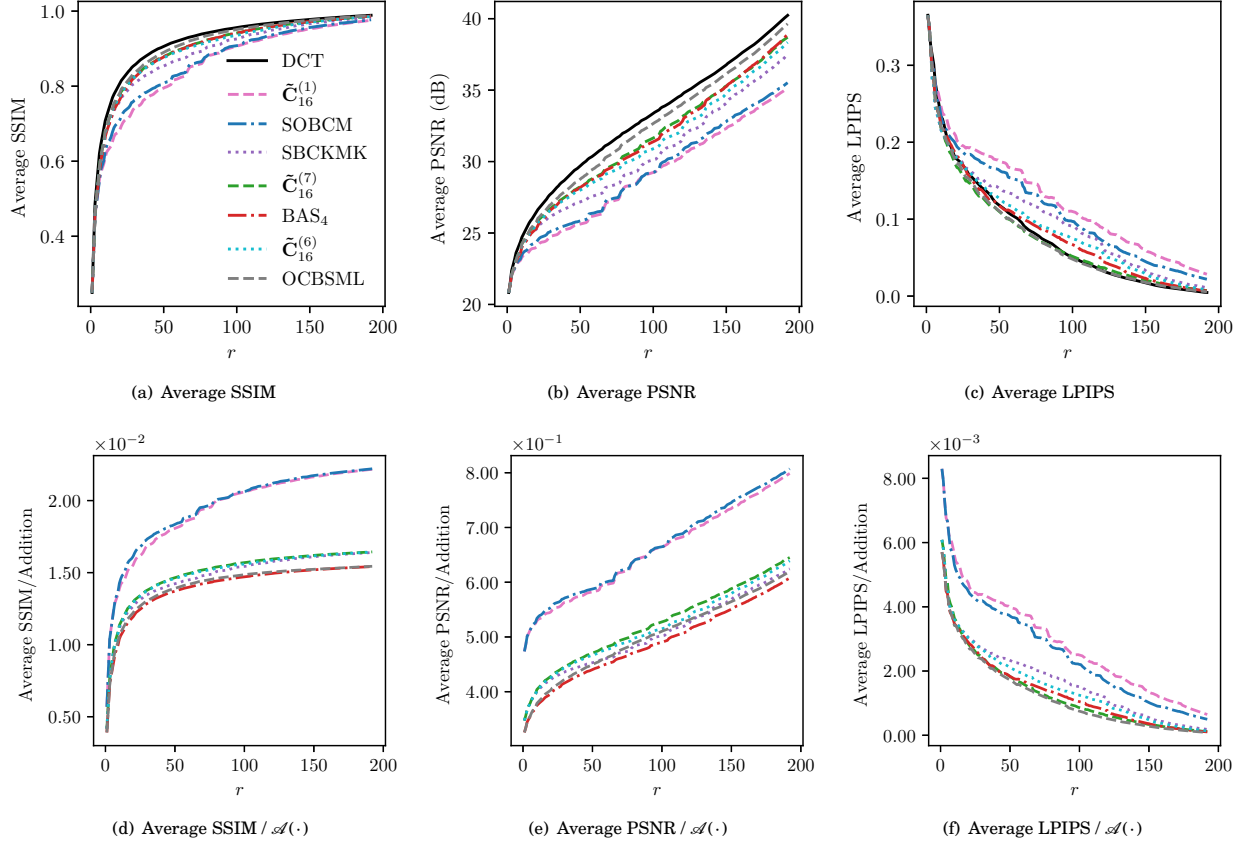 Average SSIM
1.0
0.8
0.6
0.4
0 50 100 150 200
r
DCT
C̃₁₆⁽¹⁾
SOBCM
SBCKMK
C̃₁₆⁽⁷⁾
BAS₄
C̃₁₆⁽⁶⁾
OCBSML
(a) Average SSIM
Average PSNR (dB)
40
35
30
25
20
0 50 100 150 200
r
(b) Average PSNR
Average LPIPS
0.3
0.2
0.1
0.0
0 50 100 150 200
r
(c) Average LPIPS
×10⁻²
Average SSIM/Addition
2.00
1.50
1.00
0.50
0 50 100 150 200
r
(d) Average SSIM / 𝒜(·)
×10⁻¹
Average PSNR/Addition
8.00
7.00
6.00
5.00
4.00
0 50 100 150 200
r
(e) Average PSNR / 𝒜(·)
×10⁻³
Average LPIPS/Addition
8.00
6.00
4.00
2.00
0.00
0 50 100 150 200
r
(f) Average LPIPS / 𝒜(·)